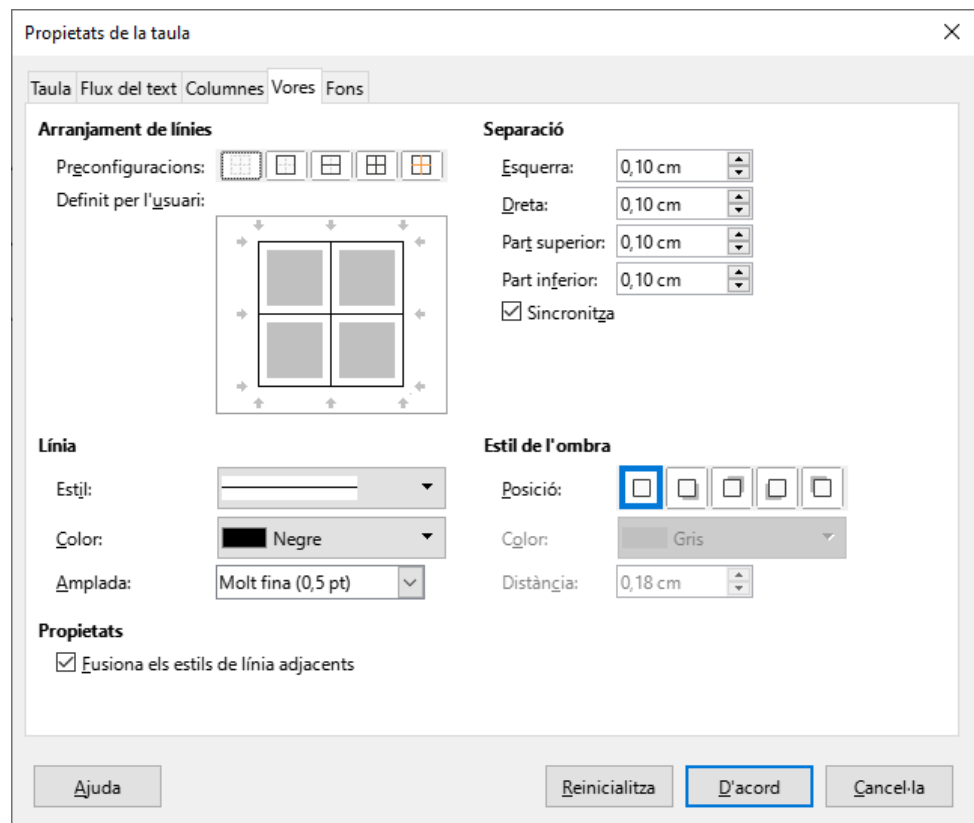 Propietats de la taula
Taula Flux del text Columnes Vores Fons
Arranjament de línies
Preconfiguracions:
Definit per l'usuari:
Separació
Esquerra: 0,10 cm
Dreta: 0,10 cm
Part superior: 0,10 cm
Part inferior: 0,10 cm
Sincronitza
Línia
Estil:
Color: Negre
Amplada: Molt fina (0,5 pt)
Estil de l'ombra
Posició:
Color: Gris
Distància: 0,18 cm
Propietats
Fusiona els estils de línia adjacents
Ajuda Reinicialitza D'acord Cancel·la